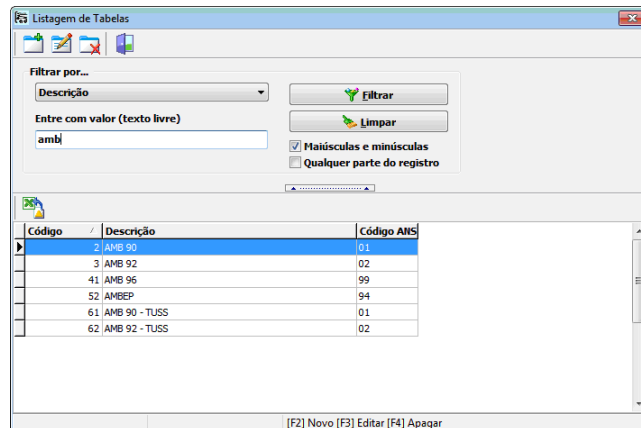 Listagem de Tabelas
Filtrar por...
Descrição
Filtrar
Entre com valor (texto livre)
Limpar
amb
Maiúsculas e minúsculas
Qualquer parte do registro
Código Descrição Código ANS
2 AMB 90 01
3 AMB 92 02
41 AMB 96 99
52 AMBEP 94
61 AMB 90 - TUSS 01
62 AMB 92 - TUSS 02
[F2] Novo [F3] Editar [F4] Apagar